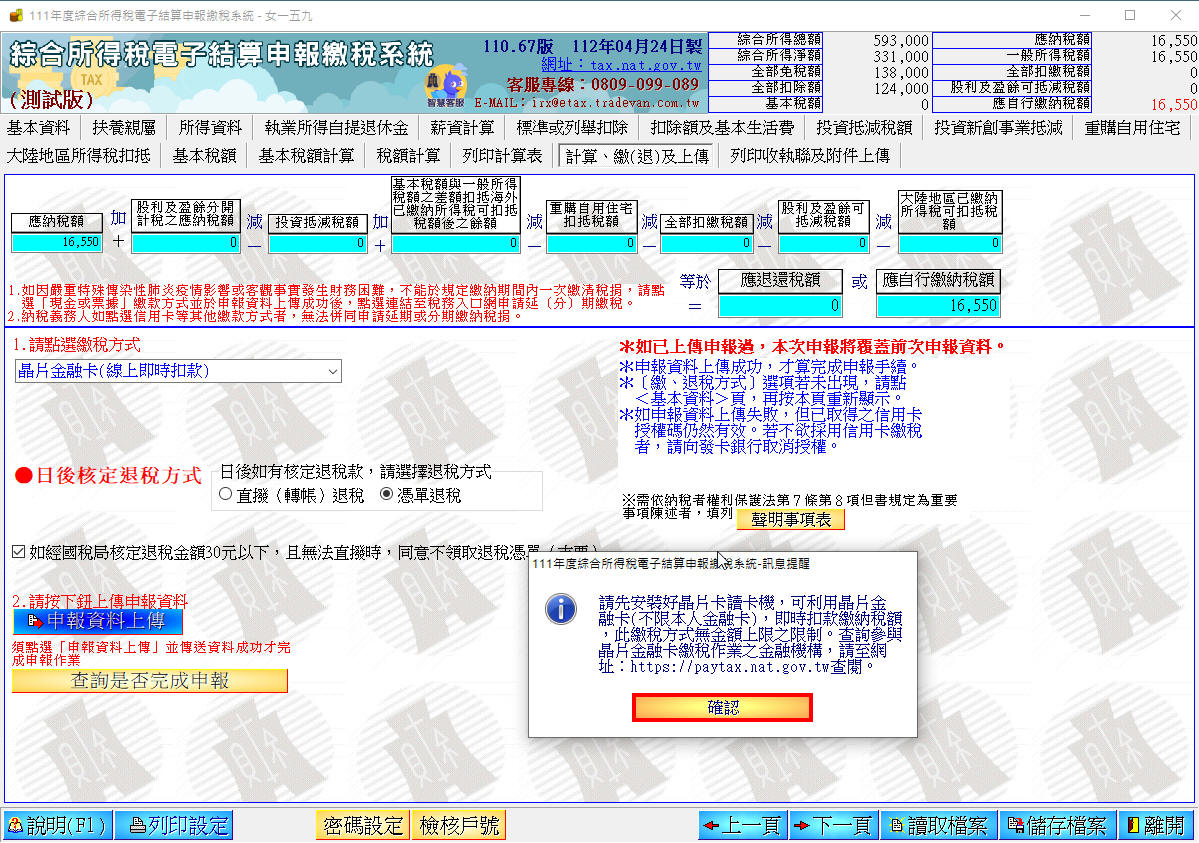 111年度綜合所得稅電子結算申報繳稅系統 - 女一五九
綜合所得稅電子結算申報繳稅系統
TAX
(測試版)
智慧客服
110.67版 112年04月24日製
網址：tax.nat.gov.tw
客服專線：0809-099-089
E-MAIL：irx@etax.tradevan.com.tw
綜合所得總額 593,000 應納稅額 16,550
綜合所得淨額 331,000 一般所得稅額 16,550
全部免稅額 138,000 全部扣繳稅額 0
全部扣除額 124,000 股利及盈餘可抵減稅額 0
基本稅額 0 應自行繳納稅額 16,550
基本資料 扶養親屬 所得資料 執業所得自提退休金 薪資計算 標準或列舉扣除 扣除額及基本生活費 投資抵減稅額 投資新創事業抵減 重購自用住宅
大陸地區所得稅扣抵 基本稅額 基本稅額計算 稅額計算 列印計算表 計算、繳(退)及上傳 列印收執聯及附件上傳
應納稅額
16,550
加
＋
股利及盈餘分開
計稅之應納稅額
0
減
－
投資抵減稅額
0
加
＋
基本稅額與一般所得
稅額之差額扣抵海外
已繳納所得稅可扣抵
稅額後之餘額
0
減
－
重購自用住宅
扣抵稅額
0
減
－
全部扣繳稅額
0
減
－
股利及盈餘可
抵減稅額
0
減
－
大陸地區已繳納
所得稅可扣抵稅
額
0
等於
＝
應退還稅額
0
或
應自行繳納稅額
16,550
1.如因嚴重特殊傳染性肺炎疫情影響或客觀事實發生財務困難，不能於規定繳納期間內一次繳清稅捐，請點
選「現金或票據」繳款方式並於申報資料上傳成功後，點選連結至稅務入口網申請延（分）期繳稅。
2.納稅義務人如點選信用卡等其他繳款方式者，無法併同申請延期或分期繳納稅捐。
1.請點選繳稅方式
晶片金融卡(線上即時扣款)
＊如已上傳申報過，本次申報將覆蓋前次申報資料。
＊申報資料上傳成功，才算完成申報手續。
＊〔繳、退稅方式〕選項若未出現，請點
＜基本資料＞頁，再按本頁重新顯示。
＊如申報資料上傳失敗，但已取得之信用卡
授權碼仍然有效。若不欲採用信用卡繳稅
者，請向發卡銀行取消授權。
●日後核定退稅方式
日後如有核定退稅款，請選擇退稅方式
直撥（轉帳）退稅 憑單退稅
※需依納稅者權利保護法第７條第８項但書規定為重要
事項陳述者，填列 聲明事項表
如經國稅局核定退稅金額30元以下，且無法直撥時，同意不領取退稅憑單
2.請按下鈕上傳申報資料
申報資料上傳
須點選「申報資料上傳」並傳送資料成功才完
成申報作業
查詢是否完成申報
111年度綜合所得稅電子結算申報繳稅系統-訊息提醒
請先安裝好晶片卡讀卡機，可利用晶片金
融卡(不限本人金融卡)，即時扣款繳納稅額
，此繳稅方式無金額上限之限制。查詢參與
晶片金融卡繳稅作業之金融機構，請至網
址：https://paytax.nat.gov.tw查閱。
確認
說明(F1) 列印設定 密碼設定 檢核戶號 上一頁 下一頁 讀取檔案 儲存檔案 離開